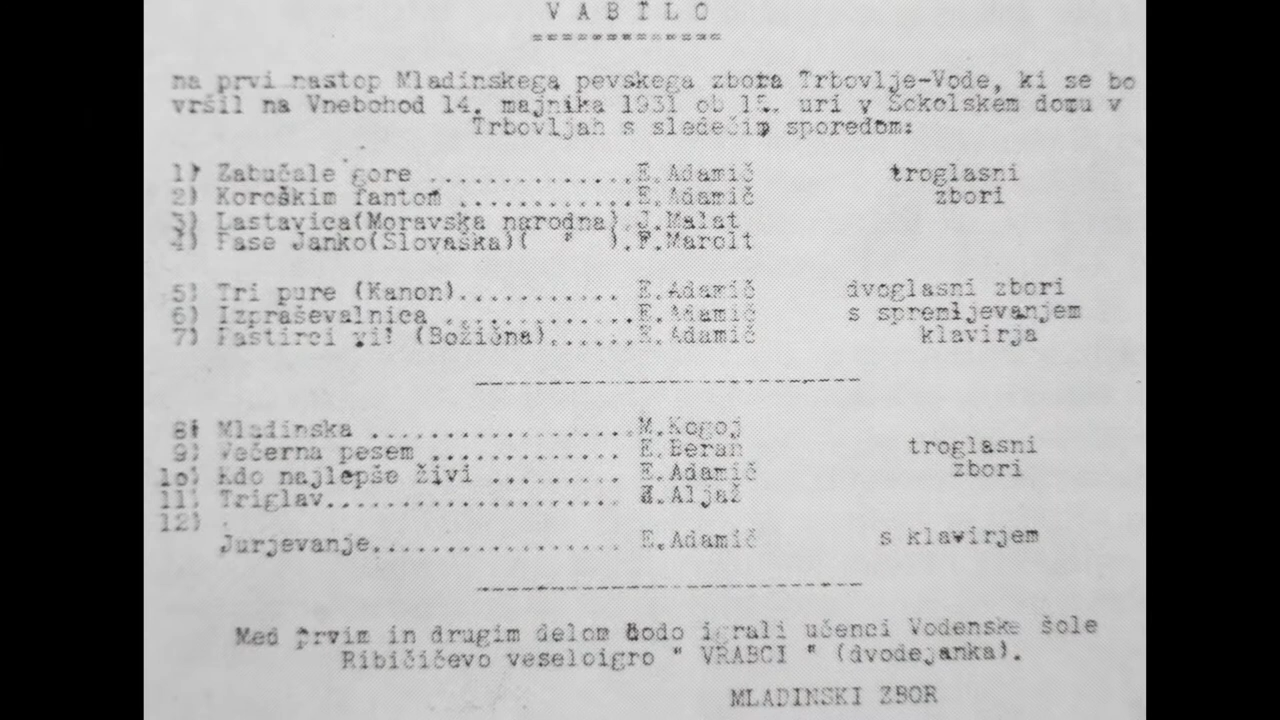 V A B I L O
=============
na prvi nastop Mladinskega pevskega zbora Trbovlje-Vode, ki se bo
vršil na Vnebohod 14. majnika 1931 ob 15. uri v Sokolskem domu v
Trbovljah s sledečim sporedom:
1) Zabučale gore ..............E.Adamič troglasni
2) Koroškim fantom ............E.Adamič zbori
3) Lastavica(Moravska narodna).J.Malat
4) Fase Janko(Slovaška)( " ).F.Marolt
5) Tri pure (Kanon)........... E.Adamič dvoglasni zbori
6) Izpraševalnica .............E.Adamič s spremljevanjem
7) Pastirci vi! (Božična)......E.Adamič klavirja
8) Mladinska ..................M.Kogoj
9) Večerna pesem ..............E.Beran troglasni
10) Kdo najlepše živi ......... E.Adamič zbori
11) Triglav.................... Aljaž
12)
Jurjevanje................. E.Adamič s klavirjem
Med prvim in drugim delom bodo igrali učenci Vodenske šole
Ribičičevo veseloigro " VRABCI " (dvodejanka).
MLADINSKI ZBOR